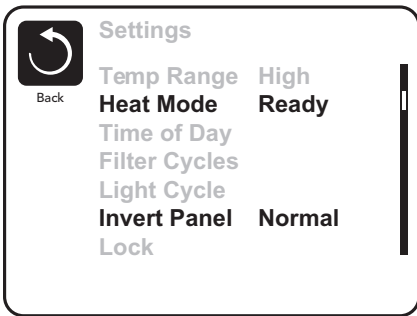 Settings
Back
Temp Range High
Heat Mode Ready
Time of Day
Filter Cycles
Light Cycle
Invert Panel Normal
Lock